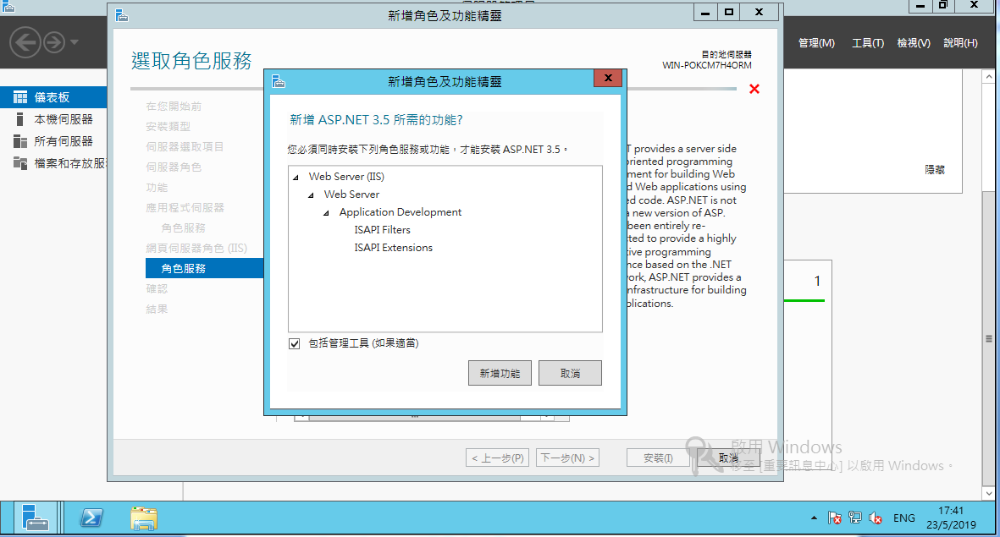 新增角色及功能精靈
管理(M) 工具(T) 檢視(V) 說明(H)
選取角色服務
目的地伺服器
WIN-POKCM7H4ORM
儀表板
本機伺服器
所有伺服器
檔案和存放服
在您開始前
安裝類型
伺服器選取項目
伺服器角色
功能
應用程式伺服器
角色服務
網頁伺服器角色 (IIS)
角色服務
確認
結果
新增角色及功能精靈
新增 ASP.NET 3.5 所需的功能?
您必須同時安裝下列角色服務或功能，才能安裝 ASP.NET 3.5。
Web Server (IIS)
Web Server
Application Development
ISAPI Filters
ISAPI Extensions
包括管理工具 (如果適當)
新增功能 取消
T provides a server side
oriented programming
ment for building Web
d Web applications using
ed code. ASP.NET is not
a new version of ASP.
been entirely re-
cted to provide a highly
tive programming
nce based on the .NET
ork, ASP.NET provides a
nfrastructure for building
plications.
隱藏
1
< 上一步(P) 下一步(N) > 安裝(I) 取消
啟用 Windows
移至 [重要訊息中心] 以啟用 Windows。
ENG
17:41
23/5/2019